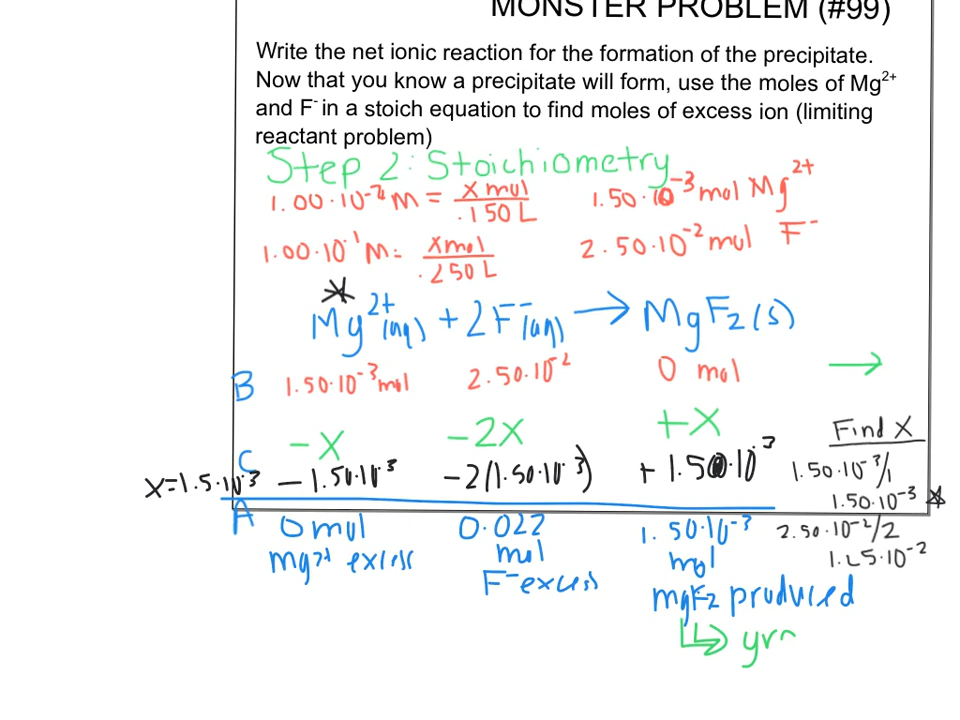 MONSTER PROBLEM (#99)
Write the net ionic reaction for the formation of the precipitate.
Now that you know a precipitate will form, use the moles of Mg²⁺
and F⁻ in a stoich equation to find moles of excess ion (limiting
reactant problem)
Step 2: Stoichiometry
1.00·10⁻² M = x mol / .150 L 1.50·10⁻³ mol Mg²⁺
1.00·10⁻¹ M = x mol / .250 L 2.50·10⁻² mol F⁻
*
Mg²⁺(aq) + 2F⁻(aq) → MgF₂(s)
B 1.50·10⁻³ mol 2.50·10⁻² 0 mol →
-x -2x +x Find X
C x=1.5·10⁻³ -1.50·10⁻³ -2(1.50·10⁻³) +1.50·10⁻³ 1.50·10⁻³/1
1.50·10⁻³ *
A 0 mol 0.022 1.50·10⁻³ 2.50·10⁻²/2
Mg²⁺ excess mol mol 1.25·10⁻²
F⁻ excess MgF₂ produced
↳